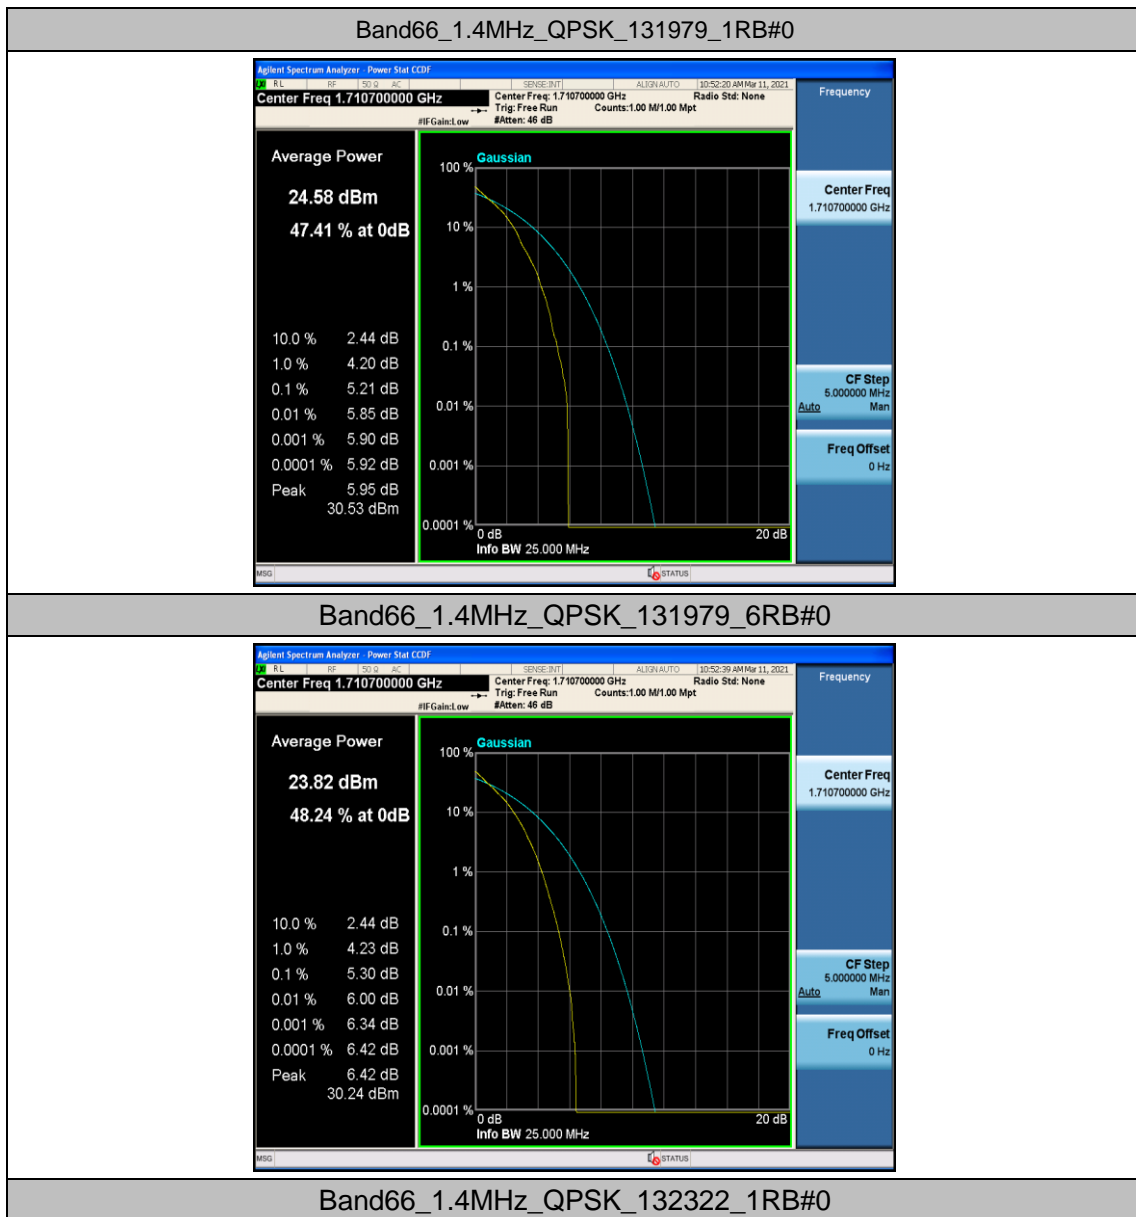 Band66_1.4MHz_QPSK_131979_1RB#0
Agilent Spectrum Analyzer - Power Stat CCDF
RL RF 50 Ω AC SENSE:INT ALIGN AUTO 10:52:20 AM Mar 11, 2021
Center Freq 1.710700000 GHz
Center Freq: 1.710700000 GHz Radio Std: None
Trig: Free Run Counts:1.00 M/1.00 Mpt
#IFGain:Low #Atten: 46 dB
Frequency
Average Power
24.58 dBm
47.41 % at 0dB
10.0 % 2.44 dB
1.0 % 4.20 dB
0.1 % 5.21 dB
0.01 % 5.85 dB
0.001 % 5.90 dB
0.0001 % 5.92 dB
Peak 5.95 dB
30.53 dBm
Gaussian
100 %
10 %
1 %
0.1 %
0.01 %
0.001 %
0.0001 %
0 dB 20 dB
Info BW 25.000 MHz
Center Freq
1.710700000 GHz
CF Step
5.000000 MHz
Auto Man
Freq Offset
0 Hz
MSG STATUS
Band66_1.4MHz_QPSK_131979_6RB#0
Agilent Spectrum Analyzer - Power Stat CCDF
RL RF 50 Ω AC SENSE:INT ALIGN AUTO 10:52:39 AM Mar 11, 2021
Center Freq 1.710700000 GHz
Center Freq: 1.710700000 GHz Radio Std: None
Trig: Free Run Counts:1.00 M/1.00 Mpt
#IFGain:Low #Atten: 46 dB
Frequency
Average Power
23.82 dBm
48.24 % at 0dB
10.0 % 2.44 dB
1.0 % 4.23 dB
0.1 % 5.30 dB
0.01 % 6.00 dB
0.001 % 6.34 dB
0.0001 % 6.42 dB
Peak 6.42 dB
30.24 dBm
Gaussian
100 %
10 %
1 %
0.1 %
0.01 %
0.001 %
0.0001 %
0 dB 20 dB
Info BW 25.000 MHz
Center Freq
1.710700000 GHz
CF Step
5.000000 MHz
Auto Man
Freq Offset
0 Hz
MSG STATUS
Band66_1.4MHz_QPSK_132322_1RB#0